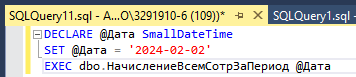 SQLQuery11.sql - A...O\3291910-6 (109))*
SQLQuery1.sql
DECLARE @Дата SmallDateTime
SET @Дата = '2024-02-02'
EXEC dbo.НачислениеВсемСотрЗаПериод @Дата